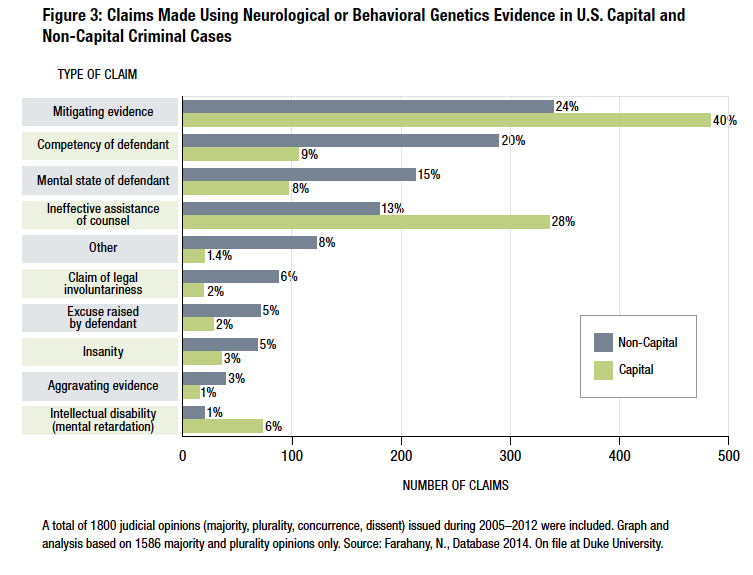 Figure 3: Claims Made Using Neurological or Behavioral Genetics Evidence in U.S. Capital and
Non-Capital Criminal Cases
TYPE OF CLAIM
Mitigating evidence
24%
40%
Competency of defendant
20%
9%
Mental state of defendant
15%
8%
Ineffective assistance
of counsel
13%
28%
Other
8%
1.4%
Claim of legal
involuntariness
6%
2%
Excuse raised
by defendant
5%
2%
Insanity
5%
3%
Aggravating evidence
3%
1%
Intellectual disability
(mental retardation)
1%
6%
Non-Capital
Capital
0 100 200 300 400 500
NUMBER OF CLAIMS
A total of 1800 judicial opinions (majority, plurality, concurrence, dissent) issued during 2005–2012 were included. Graph and
analysis based on 1586 majority and plurality opinions only. Source: Farahany, N., Database 2014. On file at Duke University.